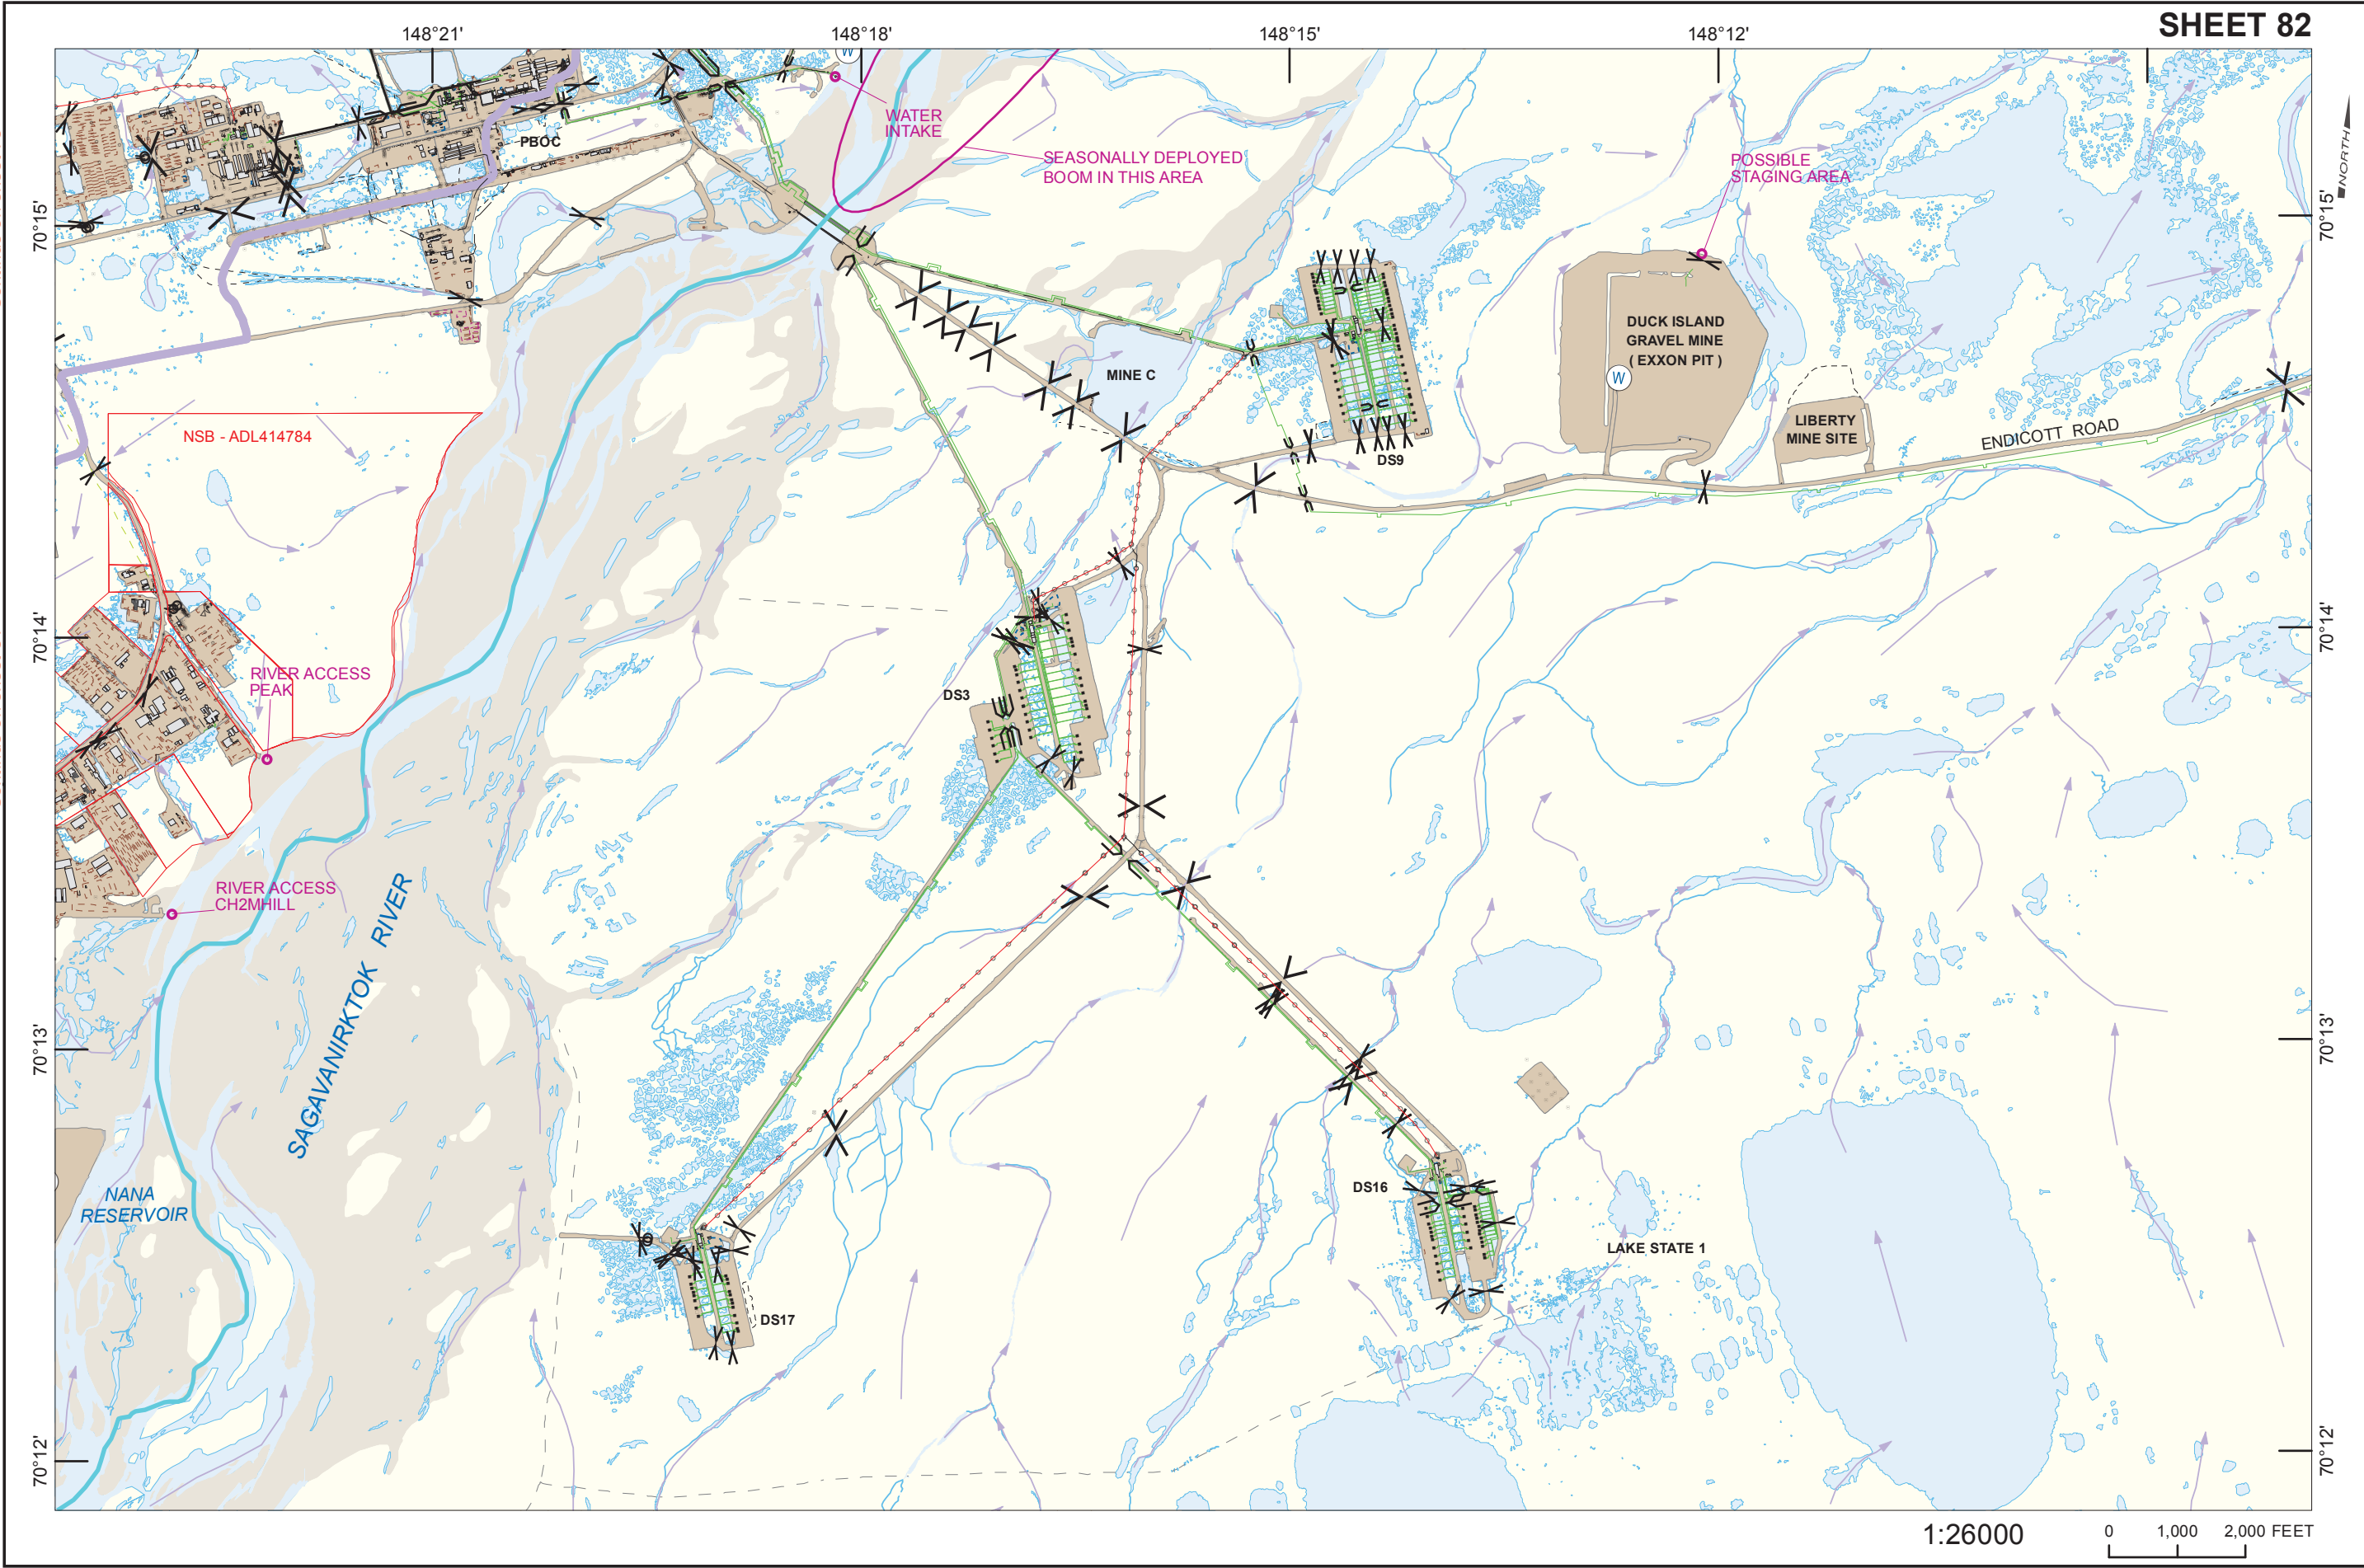 SHEET 82
148°21'
148°18'
148°15'
148°12'
W
WATER
INTAKE
PBOC
SEASONALLY DEPLOYED
BOOM IN THIS AREA
POSSIBLE
STAGING AREA
NORTH
70°15'
70°15'
DUCK ISLAND
GRAVEL MINE
( EXXON PIT )
MINE C
W
LIBERTY
MINE SITE
ENDICOTT ROAD
NSB - ADL414784
DS9
70°14'
70°14'
RIVER ACCESS
PEAK
DS3
RIVER ACCESS
CH2MHILL
SAGAVANIRKTOK RIVER
70°13'
70°13'
NANA
RESERVOIR
DS16
LAKE STATE 1
DS17
70°12'
70°12'
1:26000
0 1,000 2,000 FEET